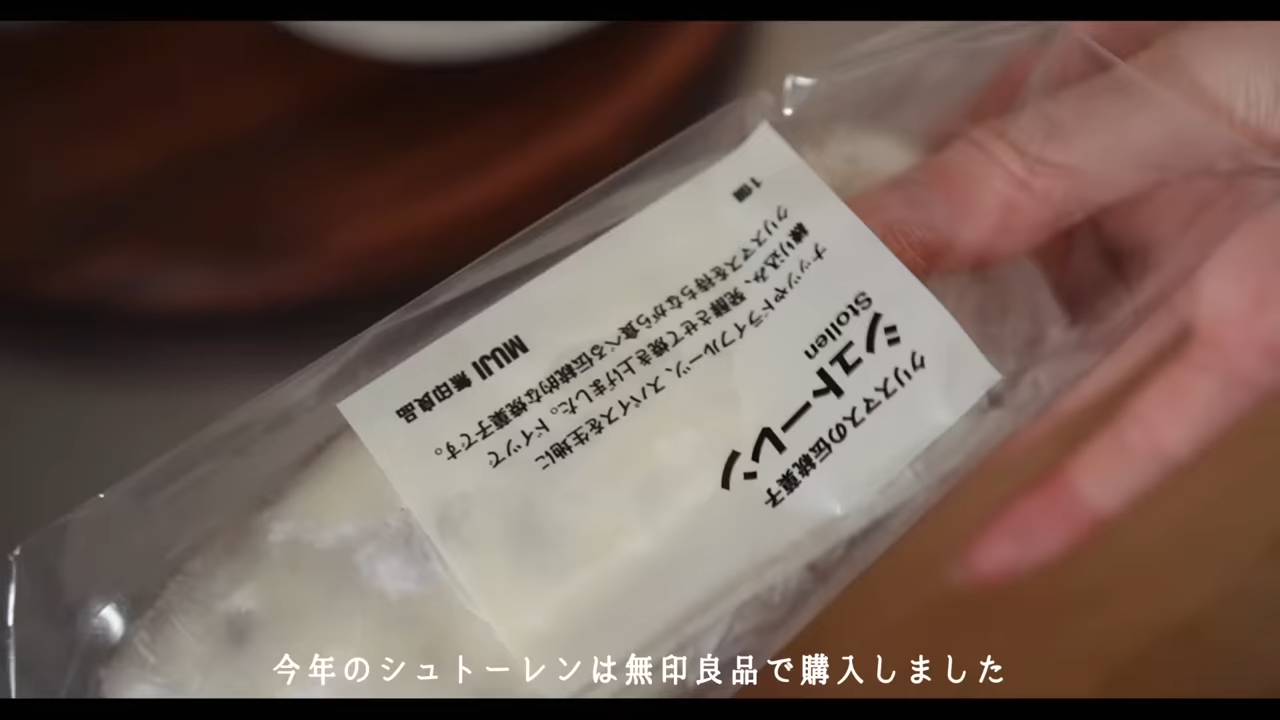 クリスマスの伝統菓子
シュトーレン
Stollen
ナッツやドライフルーツ、スパイスを生地に
練り込み、発酵させて焼き上げました。ドイツで
クリスマスを待ちながら食べる伝統的な焼菓子です。
1個
MUJI 無印良品
今年のシュトーレンは無印良品で購入しました